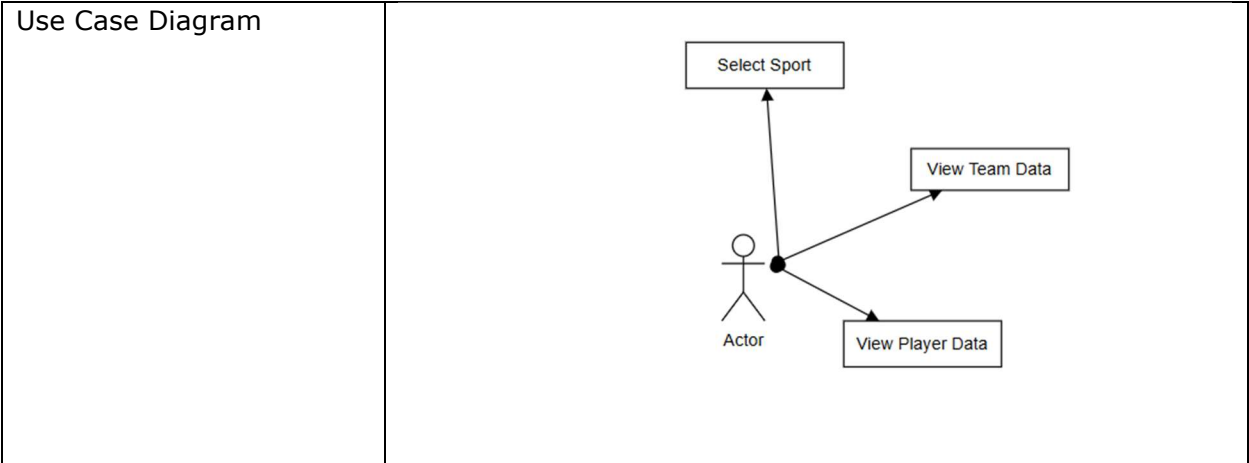 Use Case Diagram
Select Sport
View Team Data
Actor
View Player Data